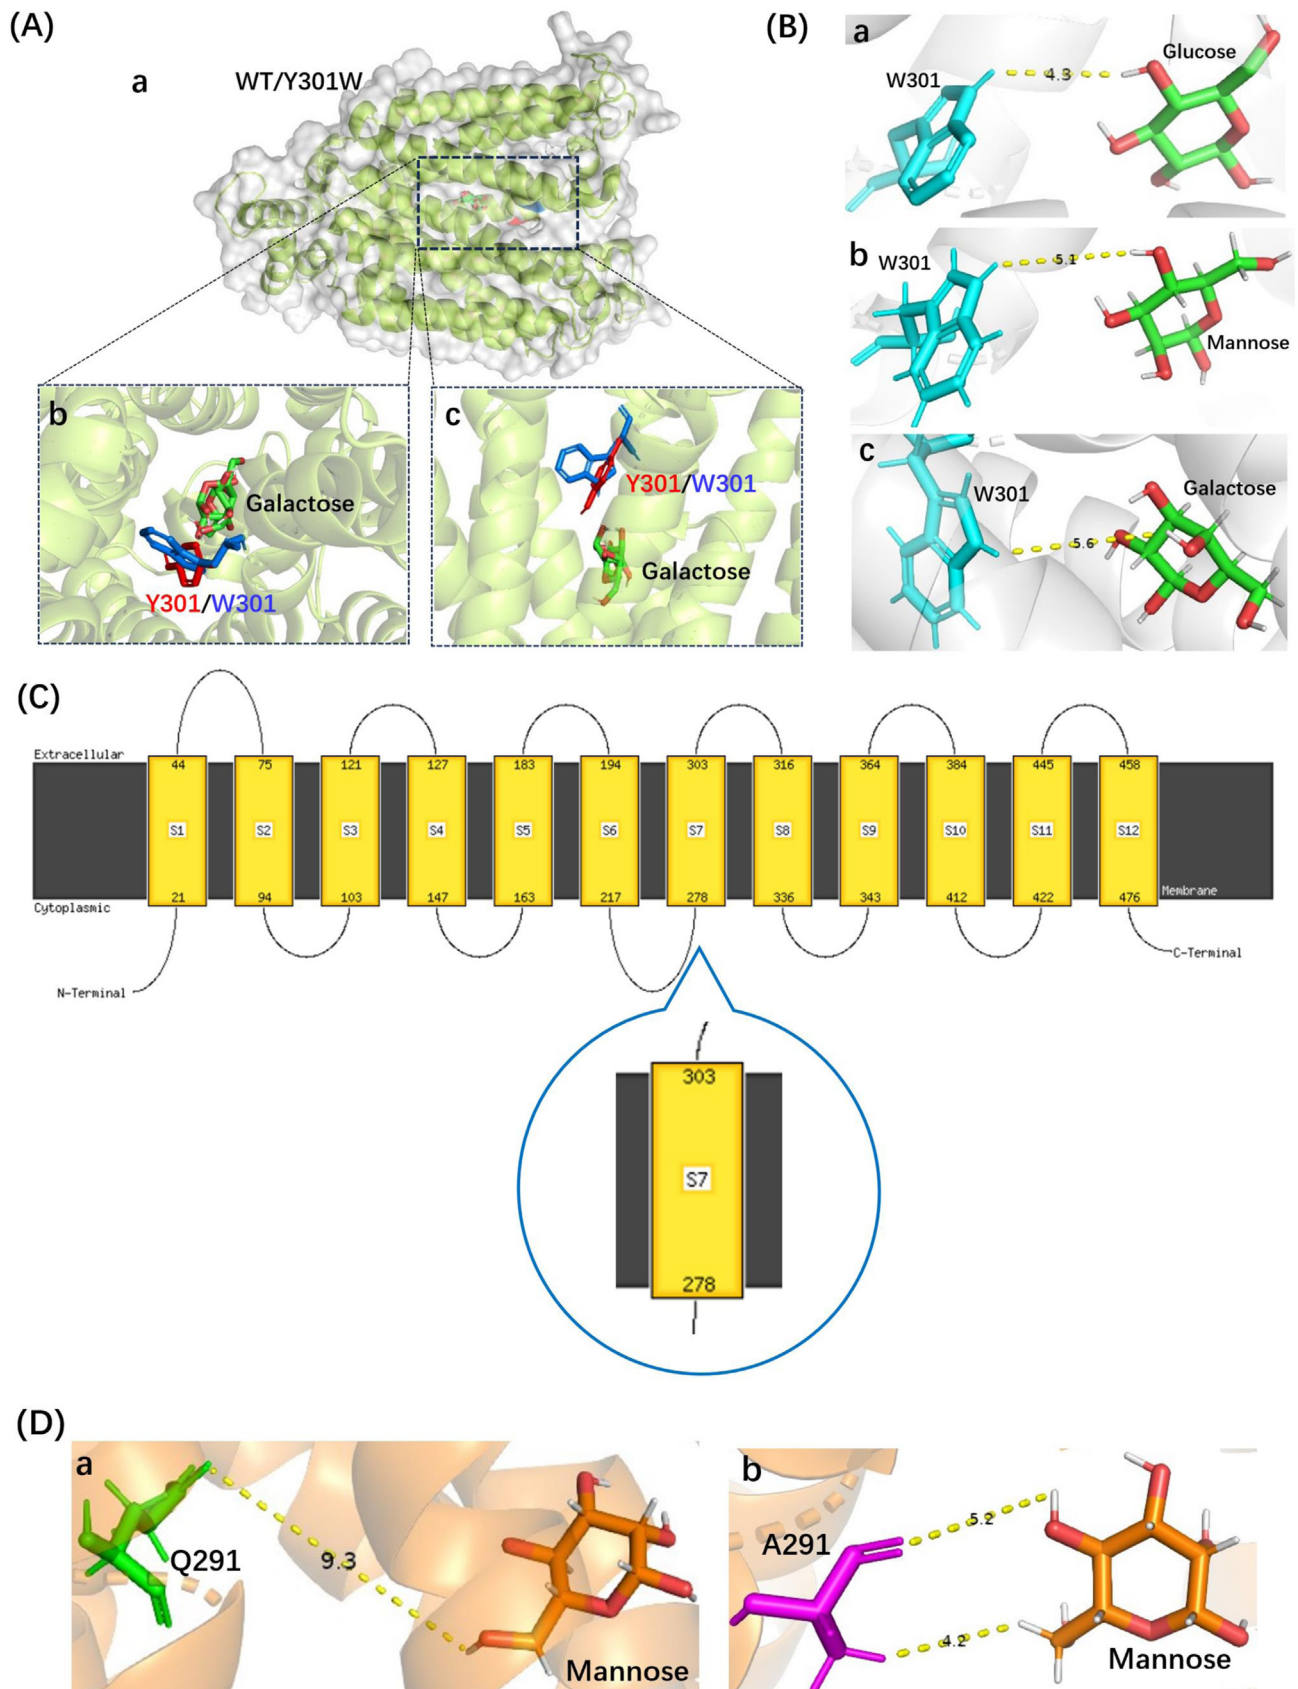 (A)
a
WT/Y301W
b
Galactose
Y301/W301
c
Y301/W301
Galactose
(B)
a
Glucose
W301
4.3
b
W301
5.1
Mannose
c
W301
Galactose
5.6
(C)
Extracellular
44 75 121 127 183 194 303 316 364 384 445 458
S1 S2 S3 S4 S5 S6 S7 S8 S9 S10 S11 S12
21 94 103 147 163 217 278 336 343 412 422 476
Membrane
Cytoplasmic
N-Terminal
C-Terminal
303
S7
278
(D)
a
Q291
9.3
Mannose
b
A291
5.2
4.2
Mannose